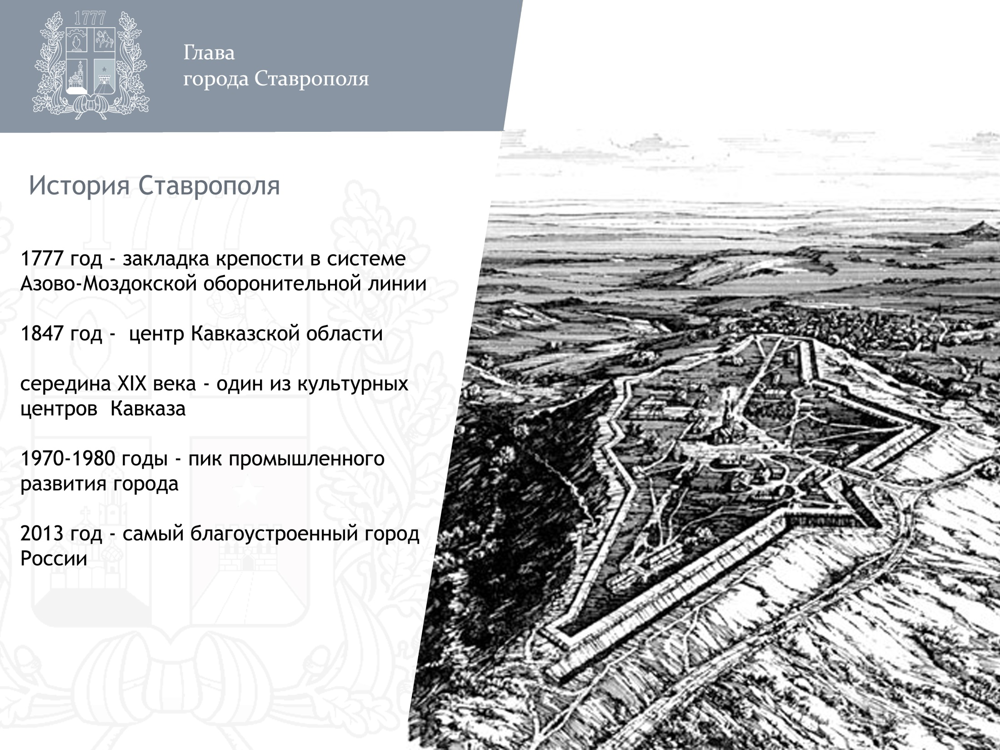 1777
Глава
города Ставрополя
История Ставрополя
1777
1777 год - закладка крепости в системе
Азово-Моздокской оборонительной линии
1847 год -  центр Кавказской области
середина XIX века - один из культурных
центров  Кавказа
1970-1980 годы - пик промышленного
развития города
2013 год - самый благоустроенный город
России